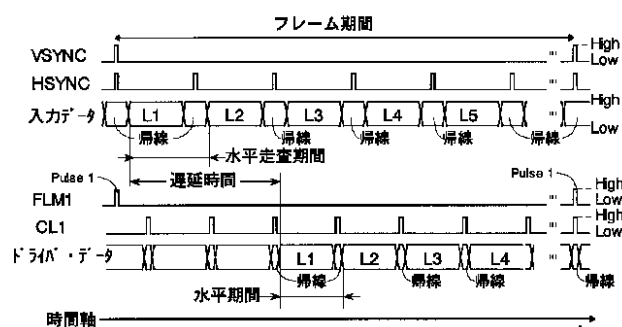 フレーム期間
VSYNC High Low
HSYNC
入力データ L1 L2 L3 L4 L5 High Low
帰線 帰線 帰線 帰線 帰線 帰線
水平走査期間
遅延時間
Pulse 1 Pulse 1
FLM1 High Low
CL1 High
ドライバ・データ L1 L2 L3 L4 Low
帰線 帰線 帰線 帰線
水平期間
時間軸